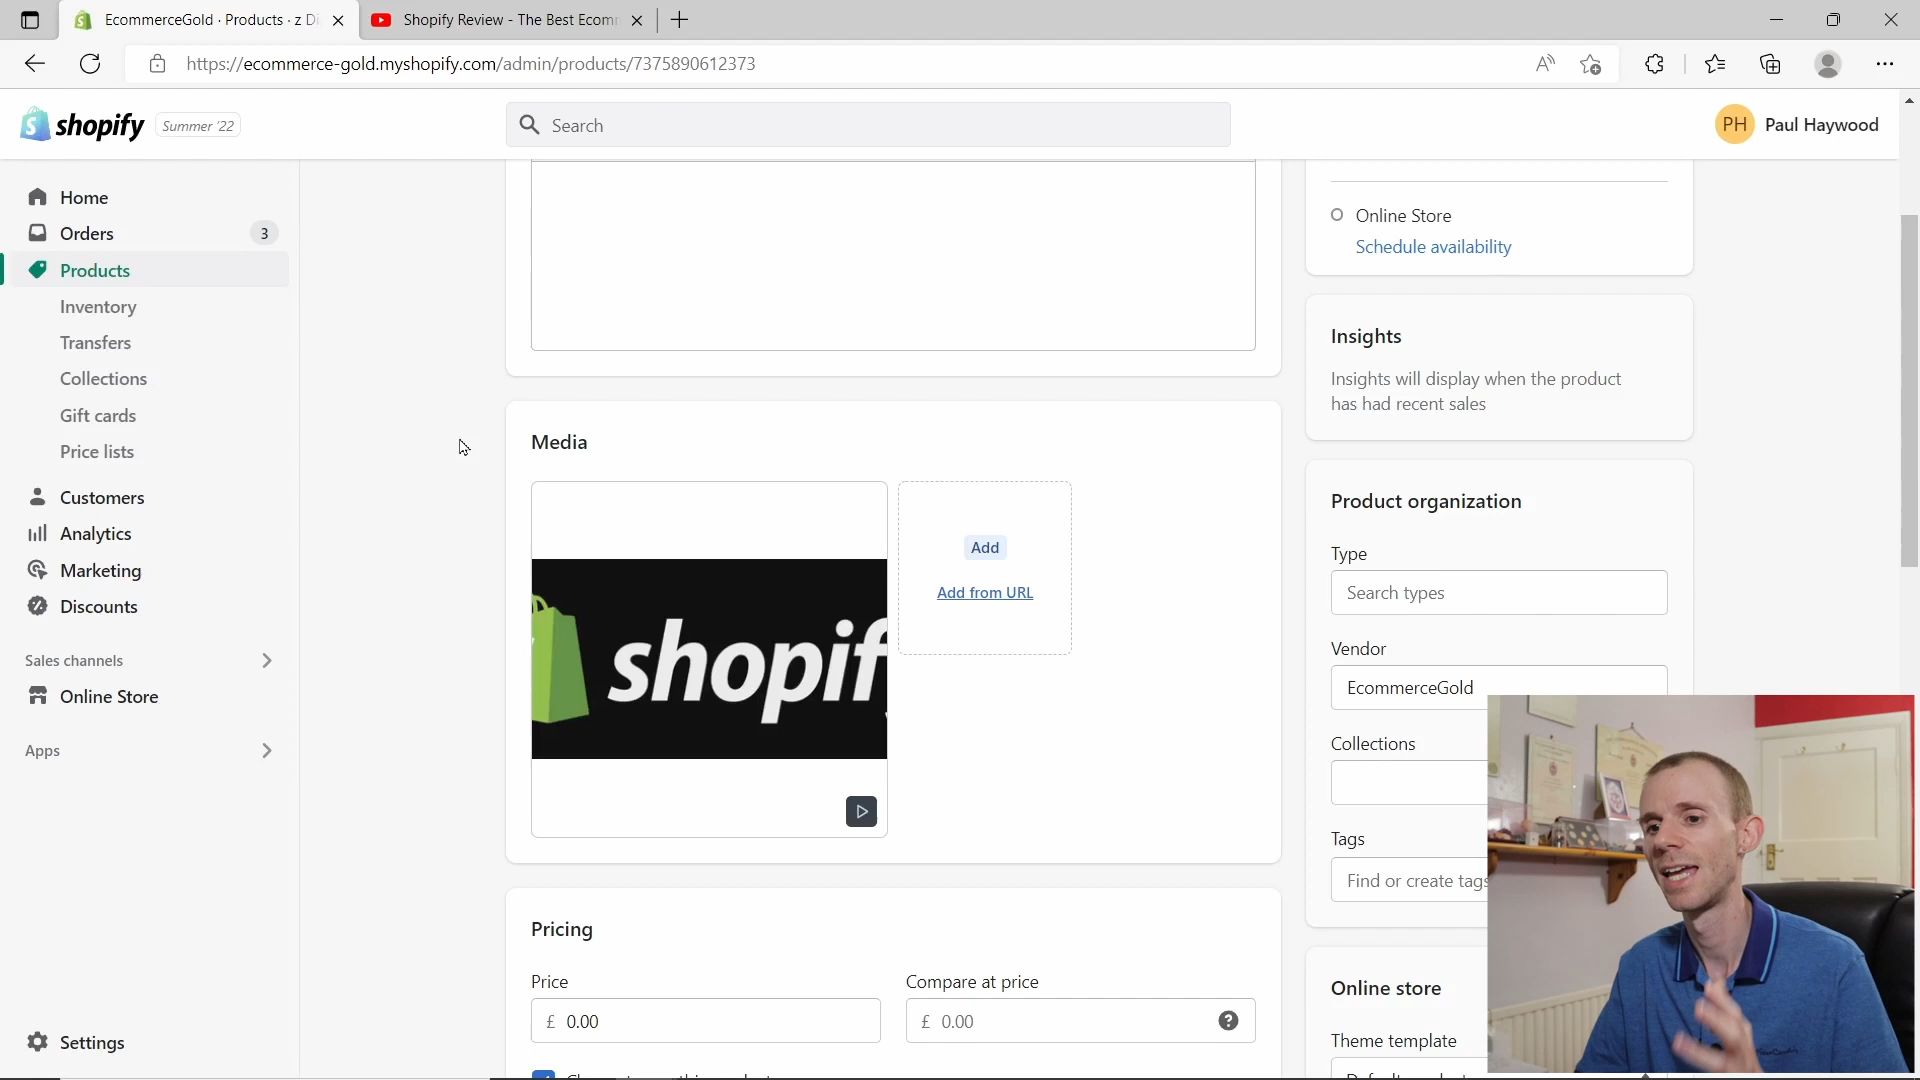 EcommerceGold · Products · z Di
Shopify Review - The Best Ecom
https://ecommerce-gold.myshopify.com/admin/products/7375890612373
shopify
Summer '22
Search
PH
Paul Haywood
Home
Orders
3
Products
Inventory
Transfers
Collections
Gift cards
Price lists
Customers
Analytics
Marketing
Discounts
Sales channels
Online Store
Apps
Settings
Media
shopif
Add
Add from URL
Pricing
Price
£ 0.00
Compare at price
£ 0.00
Online Store
Schedule availability
Insights
Insights will display when the product
has had recent sales
Product organization
Type
Search types
Vendor
EcommerceGold
Collections
Tags
Find or create tags
Online store
Theme template